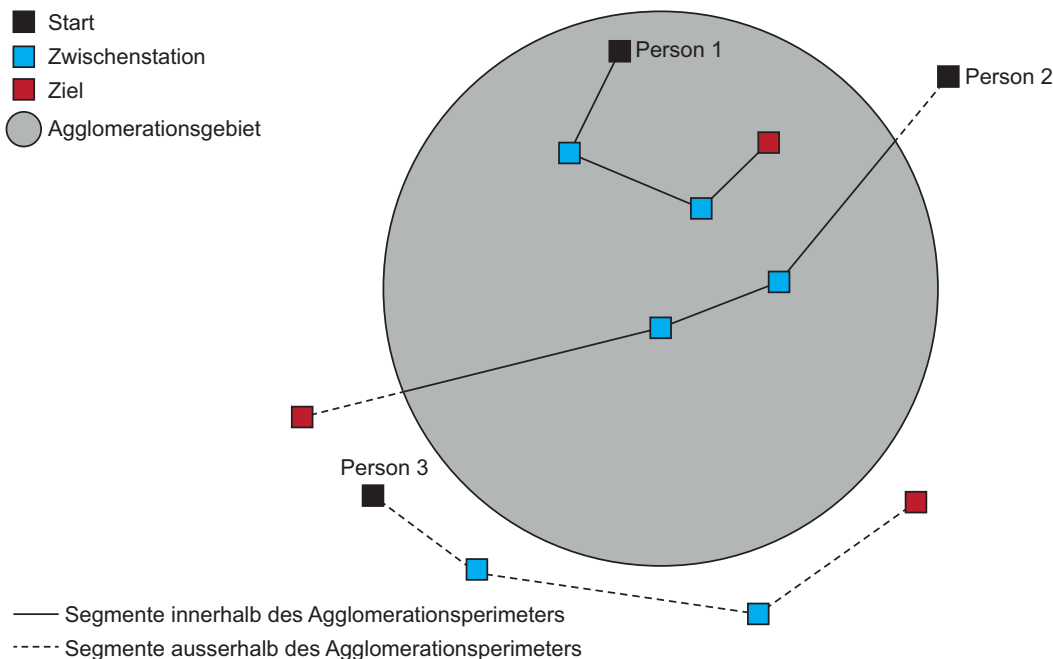 Start
Zwischenstation
Ziel
Agglomerationsgebiet
Person 1
Person 2
Person 3
Segmente innerhalb des Agglomerationsperimeters
Segmente ausserhalb des Agglomerationsperimeters